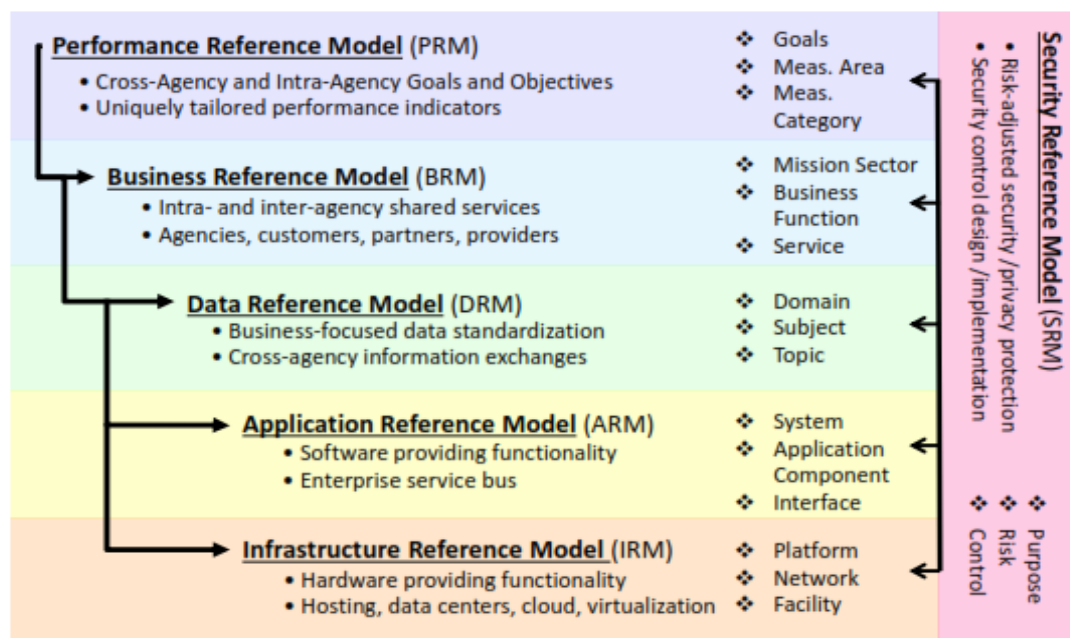 Performance Reference Model (PRM)
• Cross-Agency and Intra-Agency Goals and Objectives
• Uniquely tailored performance indicators
❖ Goals
❖ Meas. Area
❖ Meas.
Category
Business Reference Model (BRM)
• Intra- and inter-agency shared services
• Agencies, customers, partners, providers
❖ Mission Sector
❖ Business
Function
❖ Service
Data Reference Model (DRM)
• Business-focused data standardization
• Cross-agency information exchanges
❖ Domain
❖ Subject
❖ Topic
Application Reference Model (ARM)
• Software providing functionality
• Enterprise service bus
❖ System
❖ Application
Component
❖ Interface
Infrastructure Reference Model (IRM)
• Hardware providing functionality
• Hosting, data centers, cloud, virtualization
❖ Platform
❖ Network
❖ Facility
Security Reference Model (SRM)
• Risk-adjusted security /privacy protection
• Security control design /implementation
❖ Purpose
❖ Risk
❖ Control